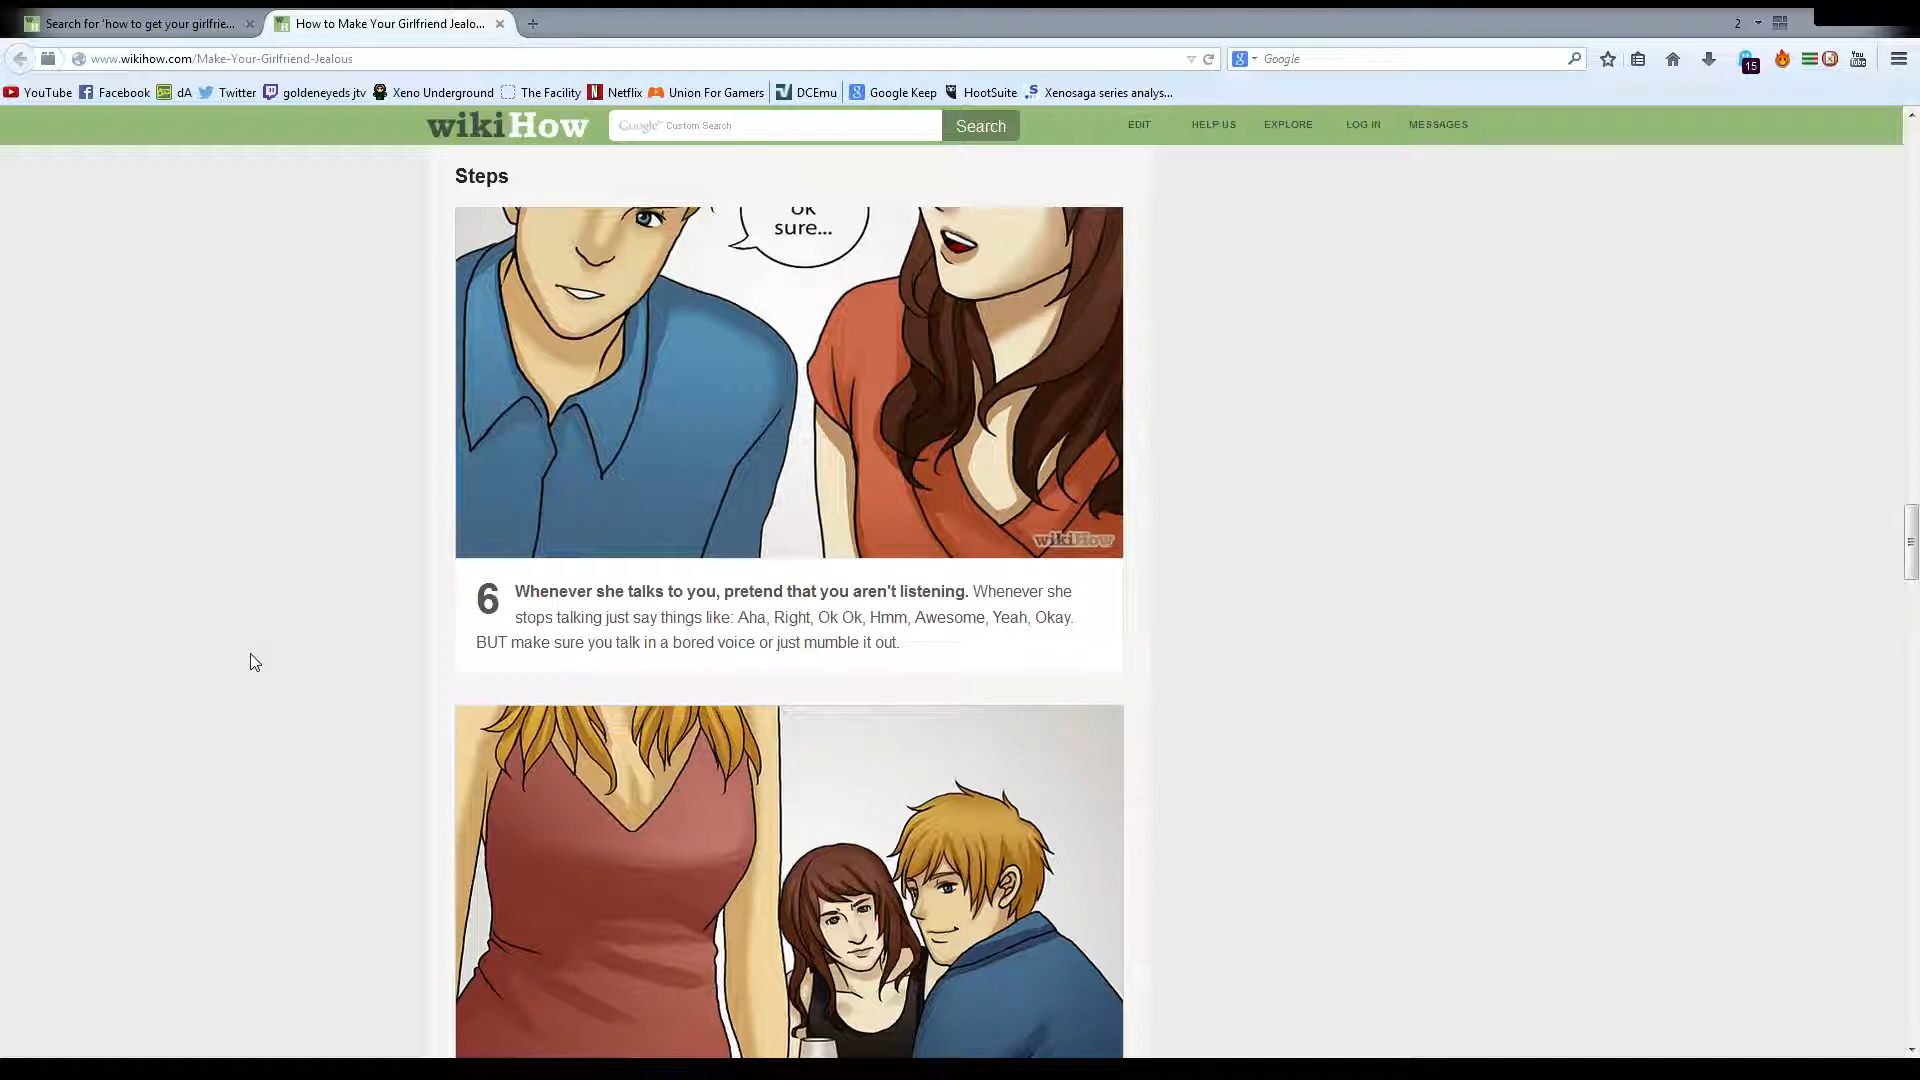 Search for 'how to get your girlfrie...
How to Make Your Girlfriend Jealo...
2
www.wikihow.com/Make-Your-Girlfriend-Jealous
Google
15
You Tube
YouTube Facebook dA Twitter goldeneyeds jtv Xeno Underground The Facility Netflix Union For Gamers DCEmu Google Keep HootSuite Xenosaga series analys...
wikiHow Google Custom Search Search EDIT HELP US EXPLORE LOG IN MESSAGES
Steps
ok
sure...
wikiHow
6 Whenever she talks to you, pretend that you aren't listening. Whenever she
stops talking just say things like: Aha, Right, Ok Ok, Hmm, Awesome, Yeah, Okay.
BUT make sure you talk in a bored voice or just mumble it out.